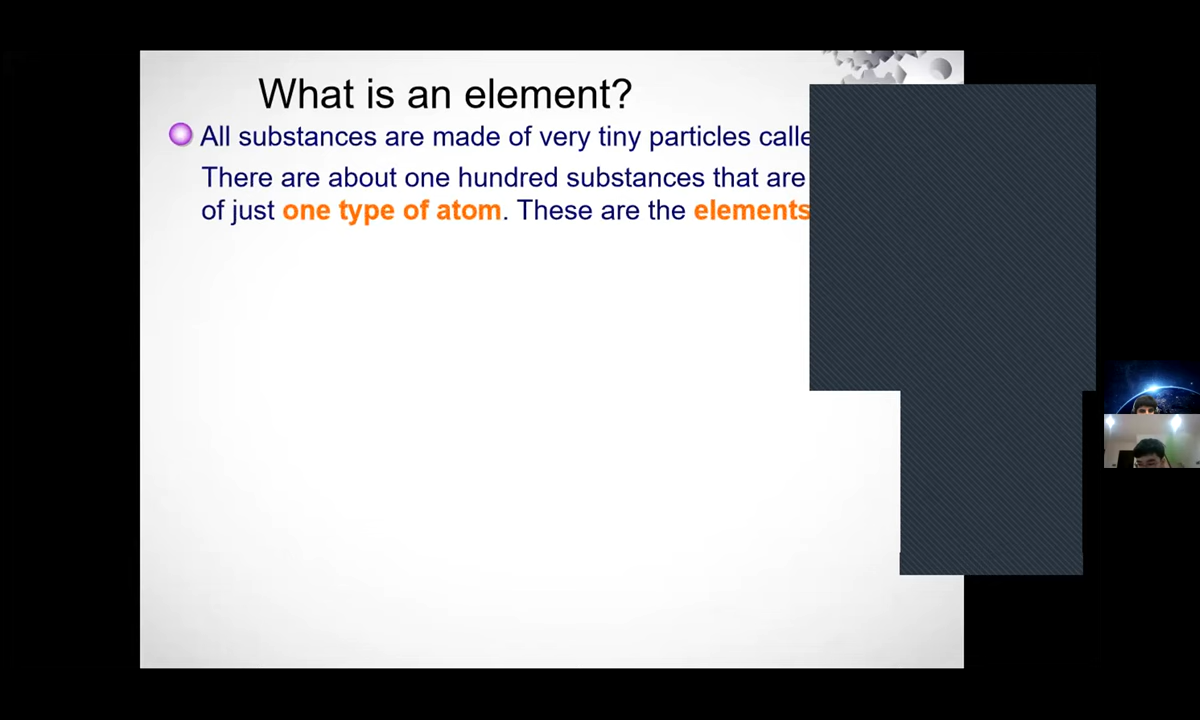 What is an element?
All substances are made of very tiny particles calle
There are about one hundred substances that are
of just one type of atom. These are the elements